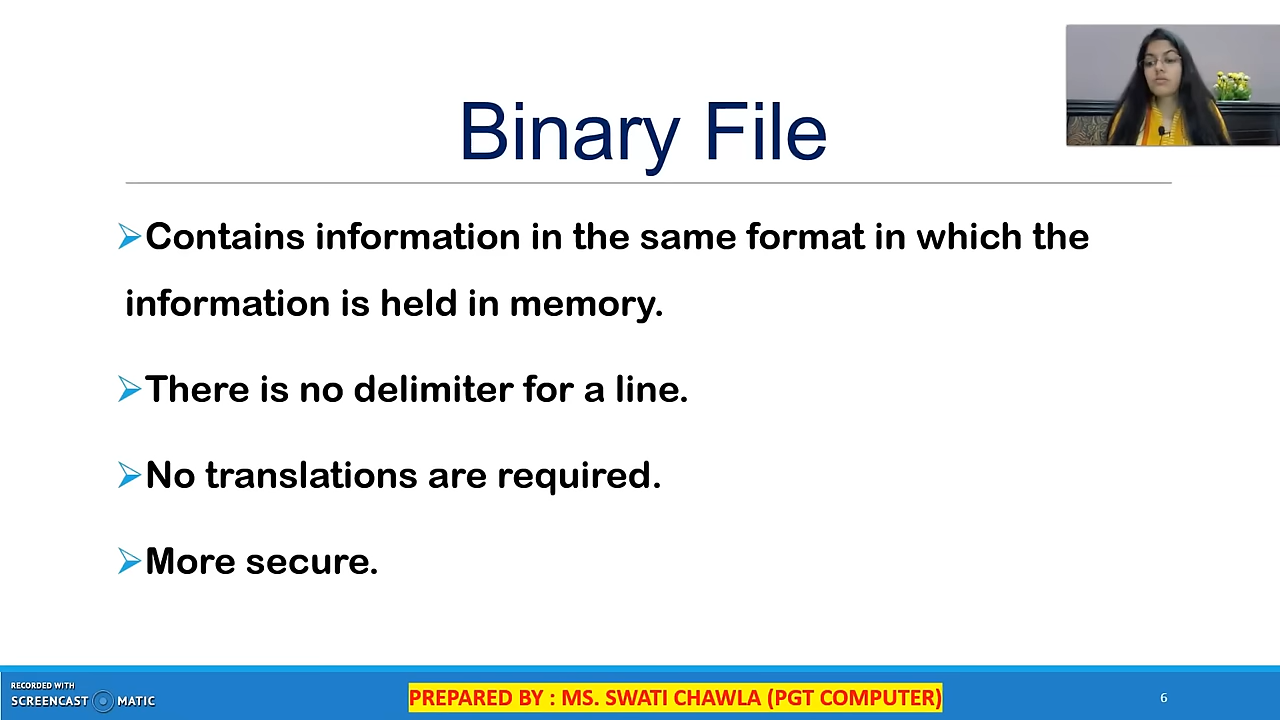 Binary File
Contains information in the same format in which the
information is held in memory.
There is no delimiter for a line.
No translations are required.
More secure.
RECORDED WITH
SCREENCAST MATIC
PREPARED BY : MS. SWATI CHAWLA (PGT COMPUTER)
6